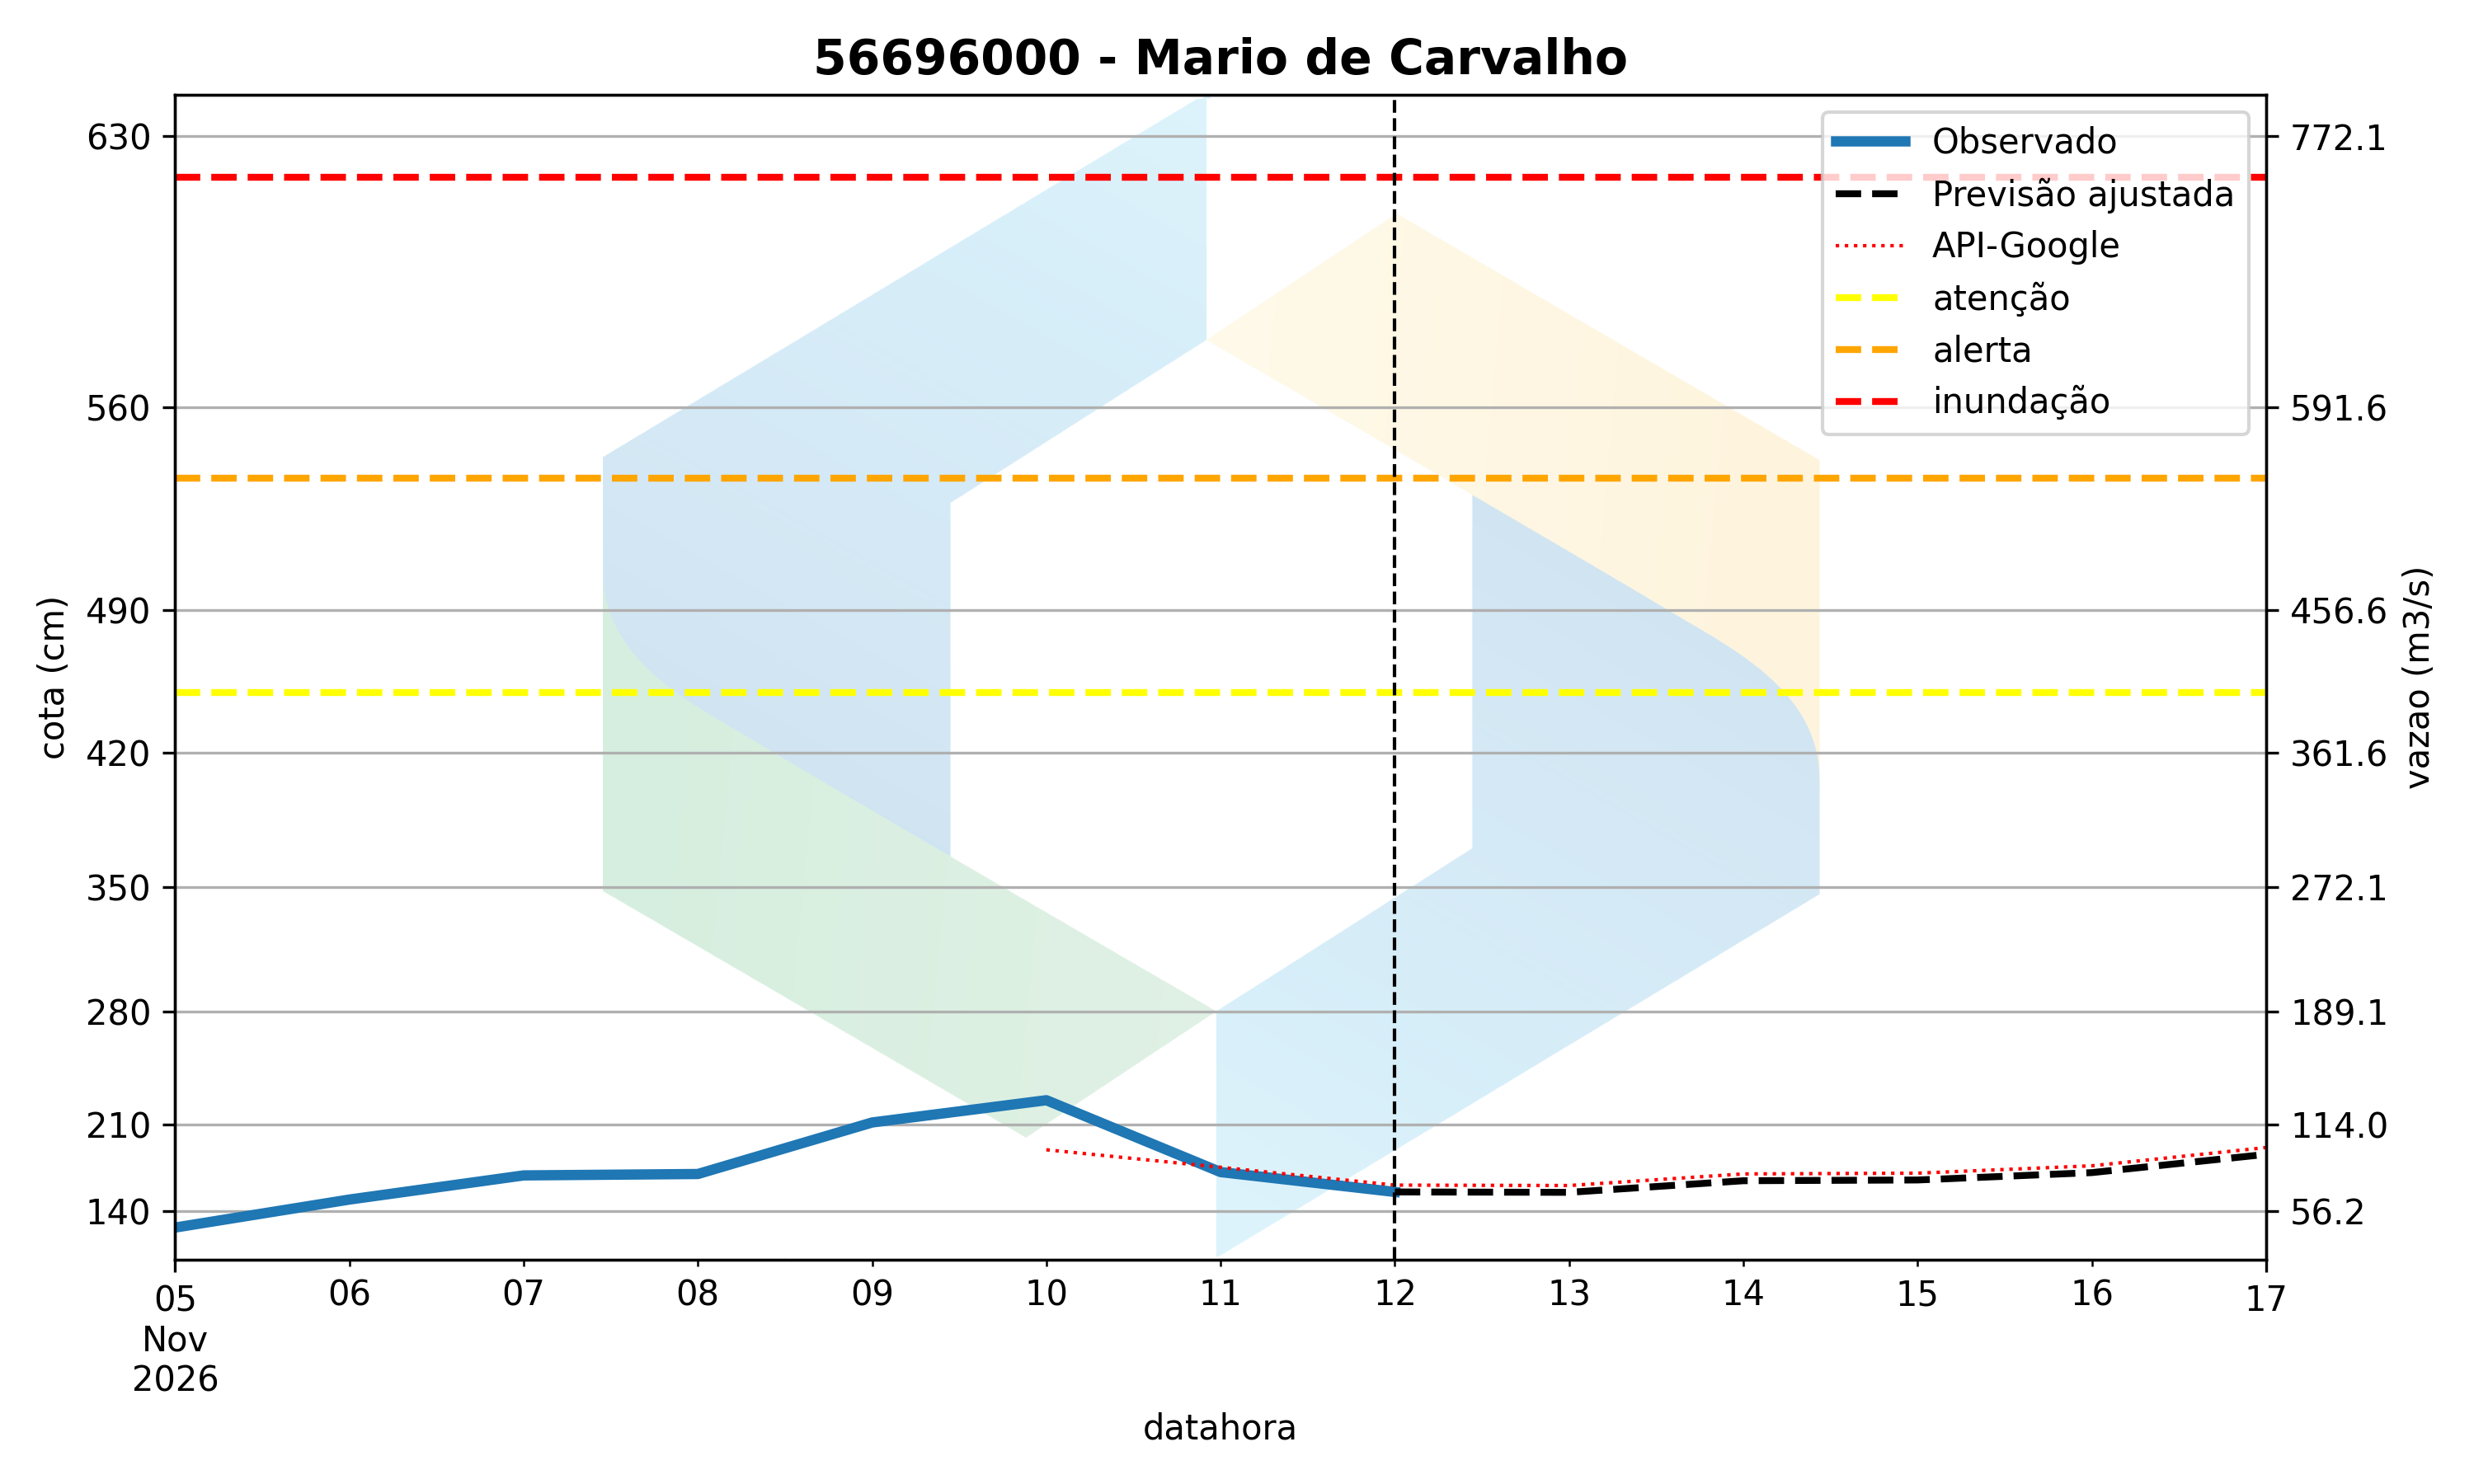 56696000 - Mario de Carvalho
630
560
490
420
350
280
210
140
cota (cm)
772.1
591.6
456.6
361.6
272.1
189.1
114.0
56.2
vazao (m3/s)
Observado
Previsão ajustada
API-Google
atenção
alerta
inundação
05 06 07 08 09 10 11 12 13 14 15 16 17
Nov
2026
datahora